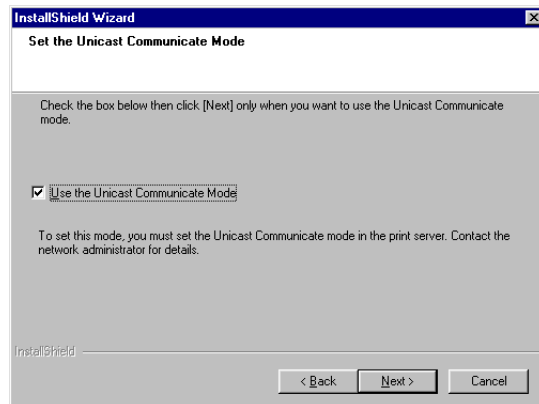 InstallShield Wizard
Set the Unicast Communicate Mode
Check the box below then click [Next] only when you want to use the Unicast Communicate
mode.
Use the Unicast Communicate Mode
To set this mode, you must set the Unicast Communicate mode in the print server. Contact the
network administrator for details.
InstallShield
< Back Next > Cancel